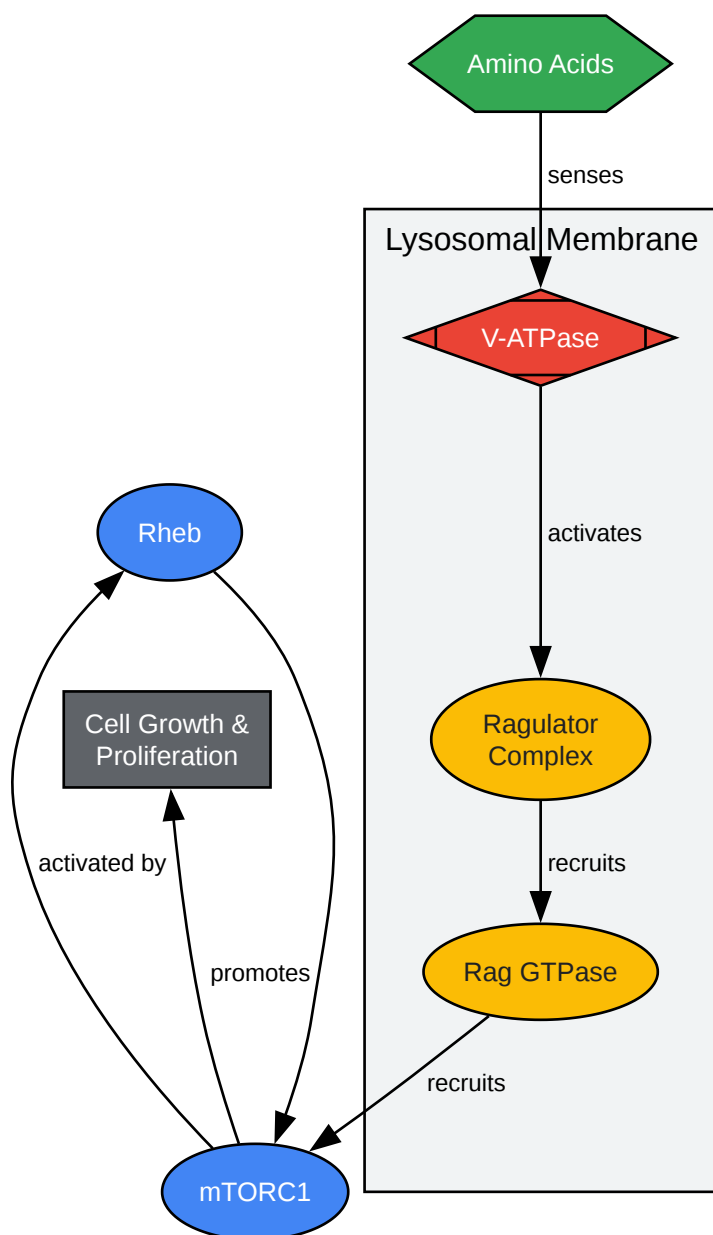 Amino Acids
senses
Lysosomal Membrane
V-ATPase
Rheb
activates
Cell Growth &
Proliferation
Ragulator
Complex
activated by
recruits
promotes
Rag GTPase
recruits
mTORC1